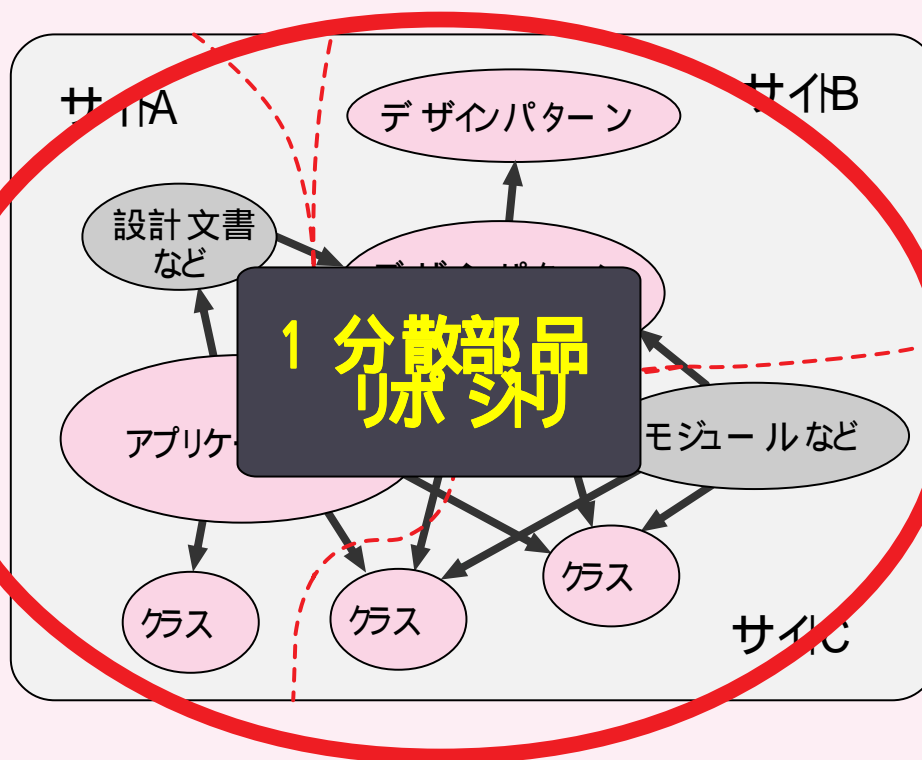 サイトA
サイトB
デザインパターン
設計文書
など
1 分散部品
リポジトリ
アプリケー
モジュールなど
クラス
クラス
クラス
サイトC